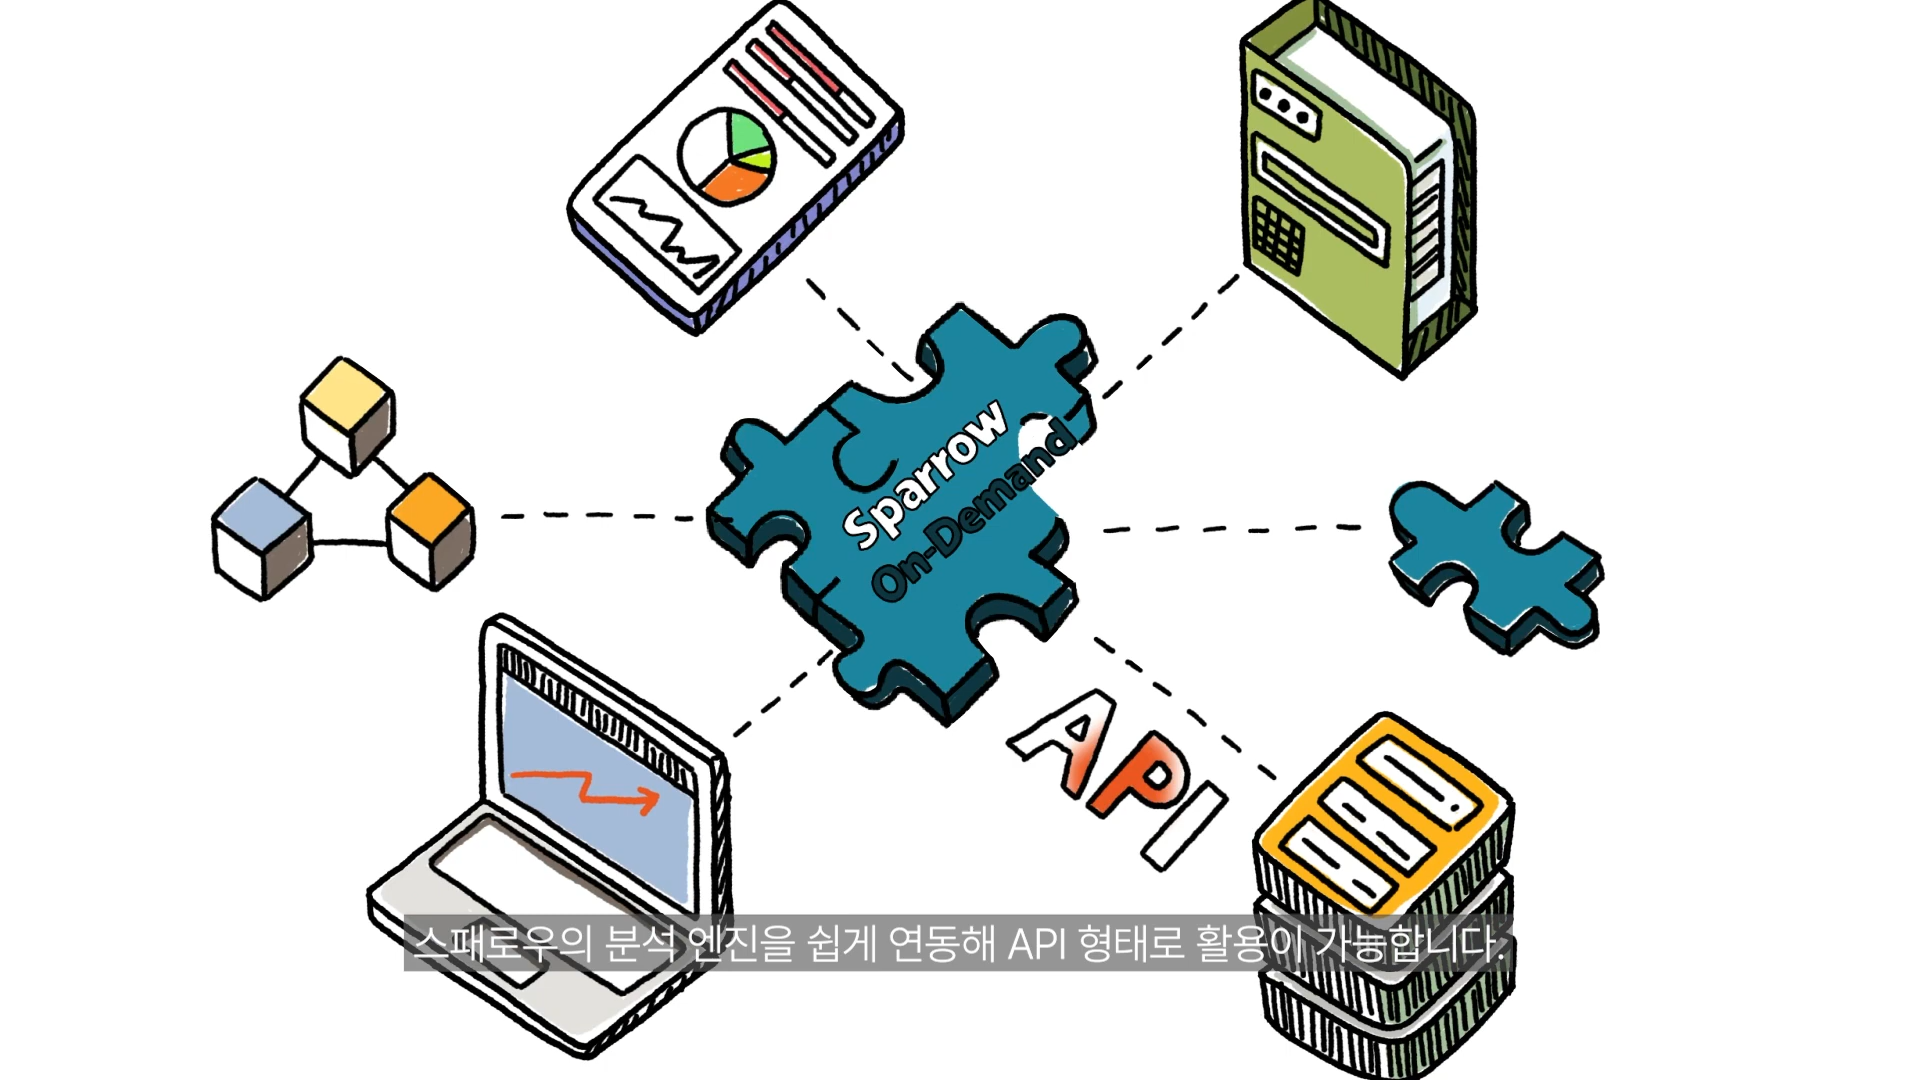 Sparrow
On-Demand
API
스패로우의 분석 엔진을 쉽게 연동해 API 형태로 활용이 가능합니다.